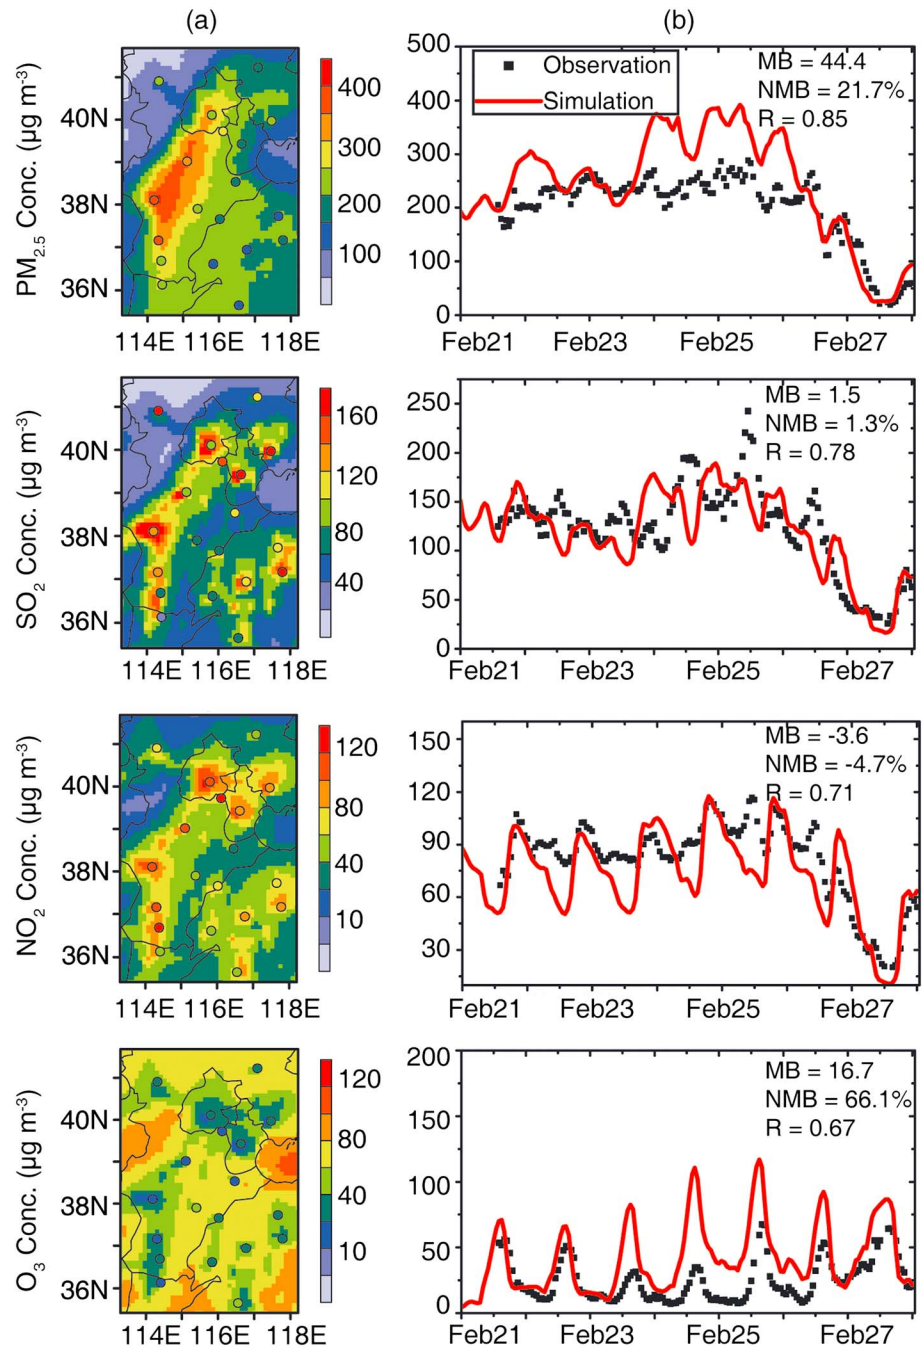 (a)
(b)
PM2.5 Conc. (µg m-3)
40N
38N
36N
114E 116E 118E
400
300
200
100
500
400
300
200
100
0
Observation
Simulation
MB = 44.4
NMB = 21.7%
R = 0.85
Feb21 Feb23 Feb25 Feb27
SO2 Conc. (µg m-3)
40N
38N
36N
114E 116E 118E
160
120
80
40
250
200
150
100
50
0
MB = 1.5
NMB = 1.3%
R = 0.78
Feb21 Feb23 Feb25 Feb27
NO2 Conc. (µg m-3)
40N
38N
36N
114E 116E 118E
120
80
40
10
150
120
90
60
30
MB = -3.6
NMB = -4.7%
R = 0.71
Feb21 Feb23 Feb25 Feb27
O3 Conc. (µg m-3)
40N
38N
36N
114E 116E 118E
120
80
40
10
200
150
100
50
0
MB = 16.7
NMB = 66.1%
R = 0.67
Feb21 Feb23 Feb25 Feb27